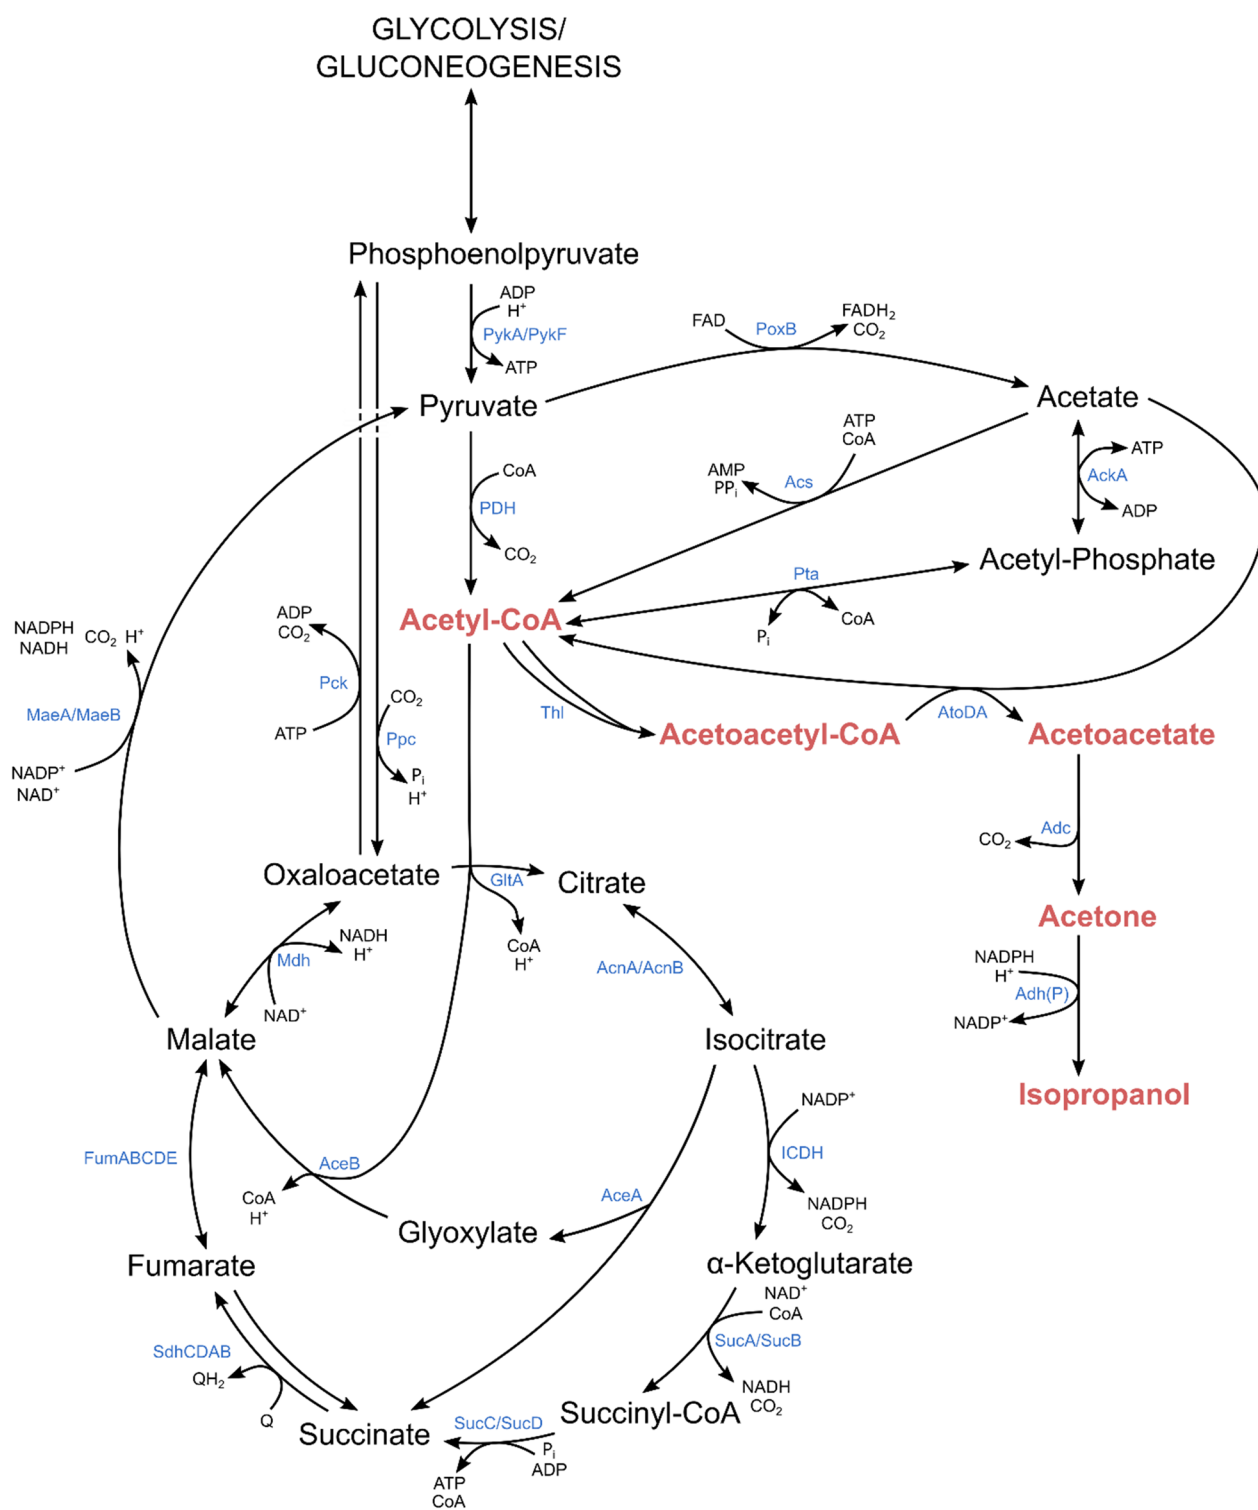 GLYCOLYSIS/
GLUCONEOGENESIS
Phosphoenolpyruvate
ADP
H⁺
PykA/PykF
ATP
FAD
PoxB
FADH₂
CO₂
Pyruvate
Acetate
ATP
CoA
AMP
PPᵢ
Acs
ATP
AckA
ADP
CoA
PDH
CO₂
Acetyl-Phosphate
Pta
Pᵢ
CoA
Acetyl-CoA
NADPH
NADH
CO₂ H⁺
MaeA/MaeB
NADP⁺
NAD⁺
ADP
CO₂
Pck
ATP
CO₂
Ppc
Pᵢ
H⁺
Thl
Acetoacetyl-CoA
AtoDA
Acetoacetate
CO₂
Adc
Oxaloacetate
GltA
Citrate
CoA
H⁺
Acetone
NADH
H⁺
Mdh
NAD⁺
AcnA/AcnB
NADPH
H⁺
Adh(P)
NADP⁺
Malate
Isocitrate
Isopropanol
NADP⁺
ICDH
NADPH
CO₂
FumABCDE
AceB
CoA
H⁺
AceA
Glyoxylate
Fumarate
α-Ketoglutarate
NAD⁺
CoA
SucA/SucB
NADH
CO₂
SdhCDAB
QH₂
Q
Succinyl-CoA
Succinate
SucC/SucD
Pᵢ
ADP
ATP
CoA